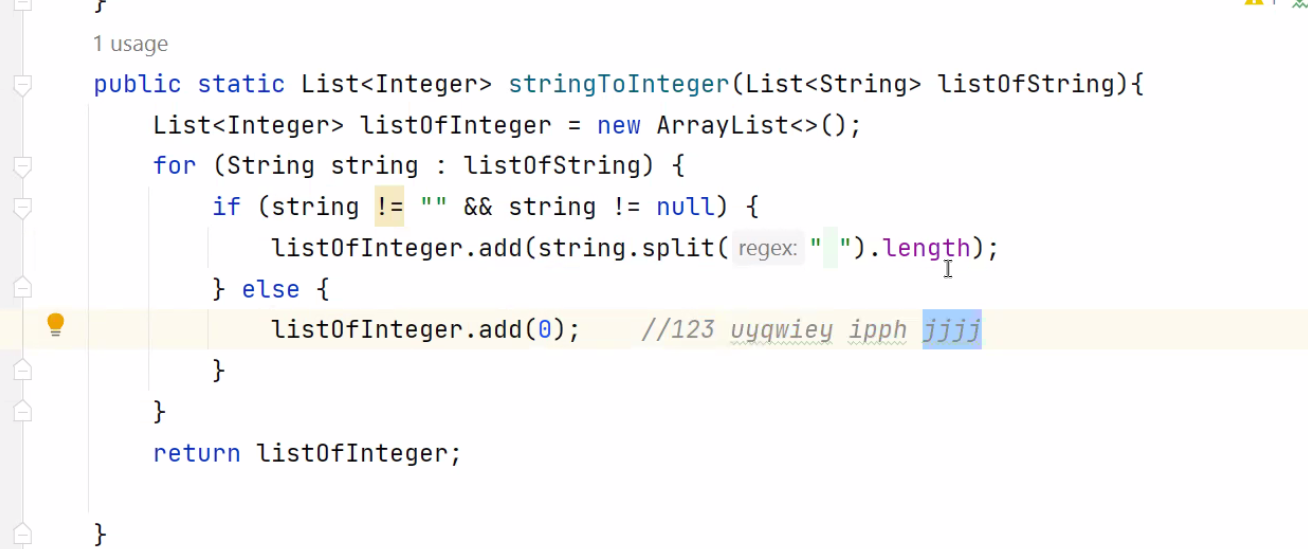 }
1 usage
public static List<Integer> stringToInteger(List<String> listOfString){
List<Integer> listOfInteger = new ArrayList<>();
for (String string : listOfString) {
if (string != "" && string != null) {
listOfInteger.add(string.split( regex: " ").length);
} else {
listOfInteger.add(0); //123 uyqwiey ipph jjjj
}
}
return listOfInteger;
}